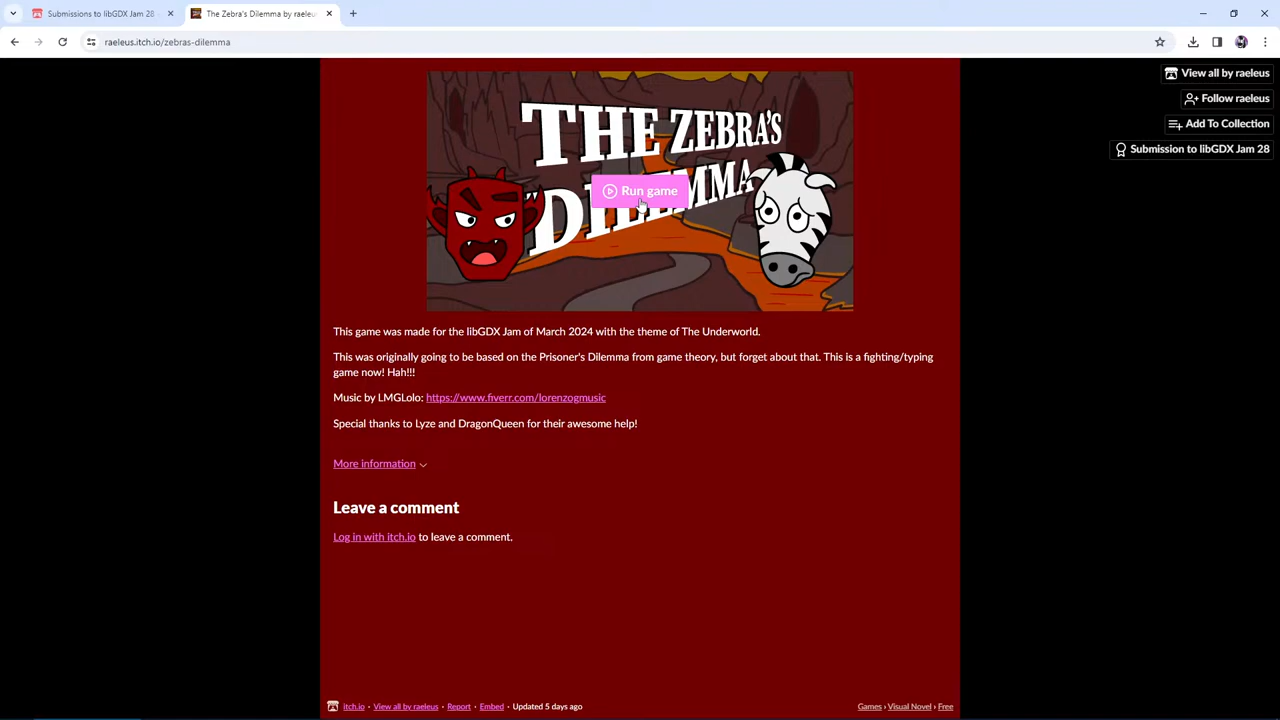 Submissions to libGDX Jam 28
The Zebra's Dilemma by raeleus
raeleus.itch.io/zebras-dilemma
View all by raeleus
Follow raeleus
Add To Collection
Submission to libGDX Jam 28
THE ZEBRA'S
DILEMMA
Run game
This game was made for the libGDX Jam of March 2024 with the theme of The Underworld.
This was originally going to be based on the Prisoner's Dilemma from game theory, but forget about that. This is a fighting/typing
game now! Hah!!!
Music by LMGLolo: https://www.fiverr.com/lorenzogmusic
Special thanks to Lyze and DragonQueen for their awesome help!
More information
Leave a comment
Log in with itch.io to leave a comment.
itch.io · View all by raeleus · Report · Embed · Updated 5 days ago
Games › Visual Novel › Free